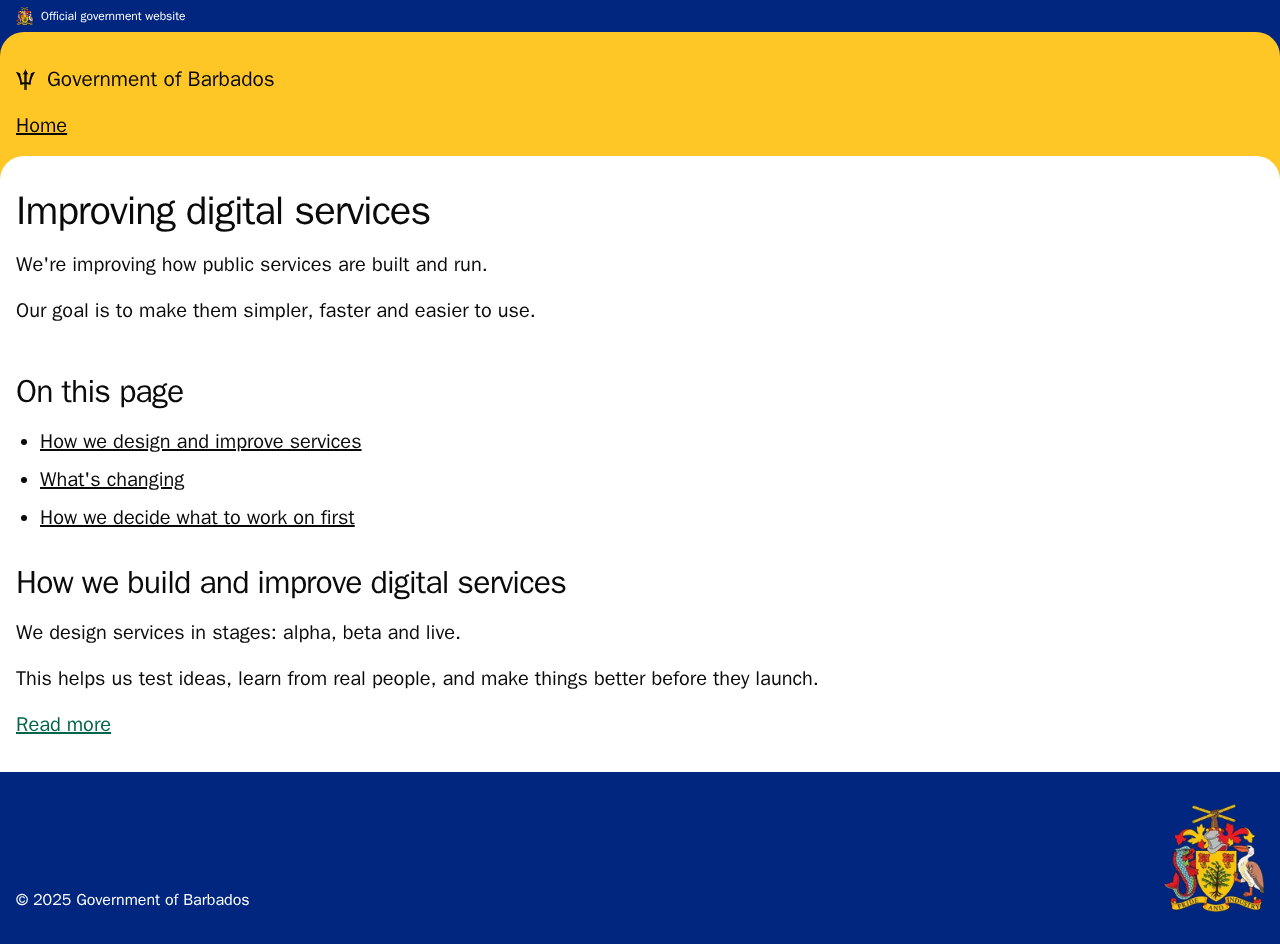 Official government website
Government of Barbados
Home
Improving digital services
We're improving how public services are built and run.
Our goal is to make them simpler, faster and easier to use.
On this page
How we design and improve services
What's changing
How we decide what to work on first
How we build and improve digital services
We design services in stages: alpha, beta and live.
This helps us test ideas, learn from real people, and make things better before they launch.
Read more
© 2025 Government of Barbados
PRIDE AND INDUSTRY